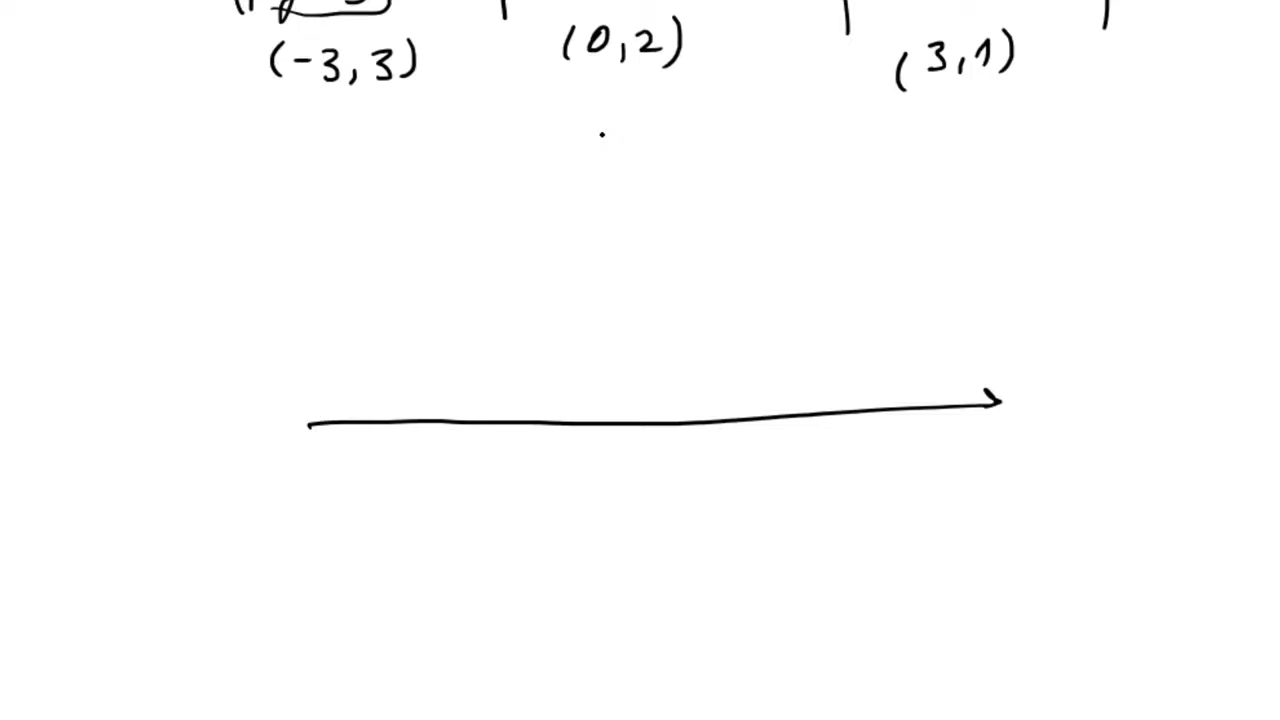 (-3, 3) (0, 2) (3, 1)